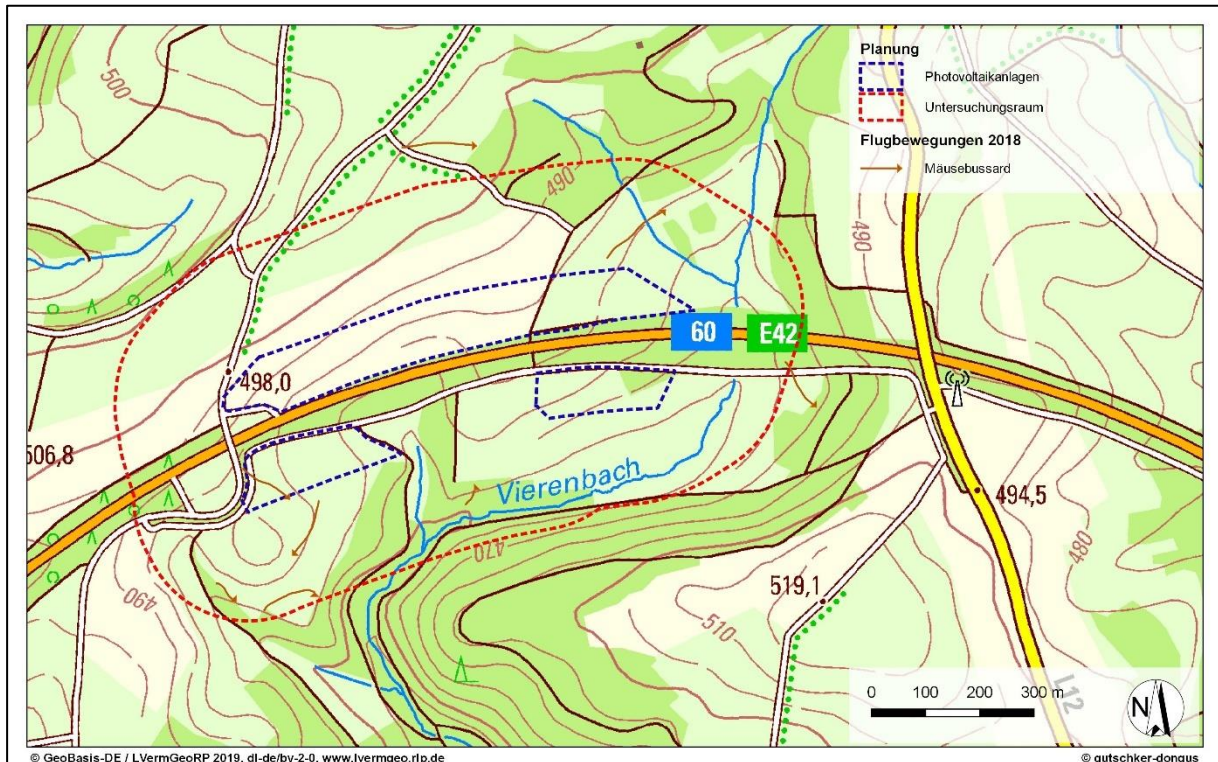 Planung
Photovoltaikanlagen
Untersuchungsraum
Flugbewegungen 2018
Mäusebussard
500
490
490
60
E42
498,0
506,8
Vierenbach
494,5
470
480
519,1
490
510
L12
0 100 200 300 m
N
© GeoBasis-DE / LVermGeoRP 2019, dl-de/by-2-0, www.lvermgeo.rlp.de
© gutschker-dongus